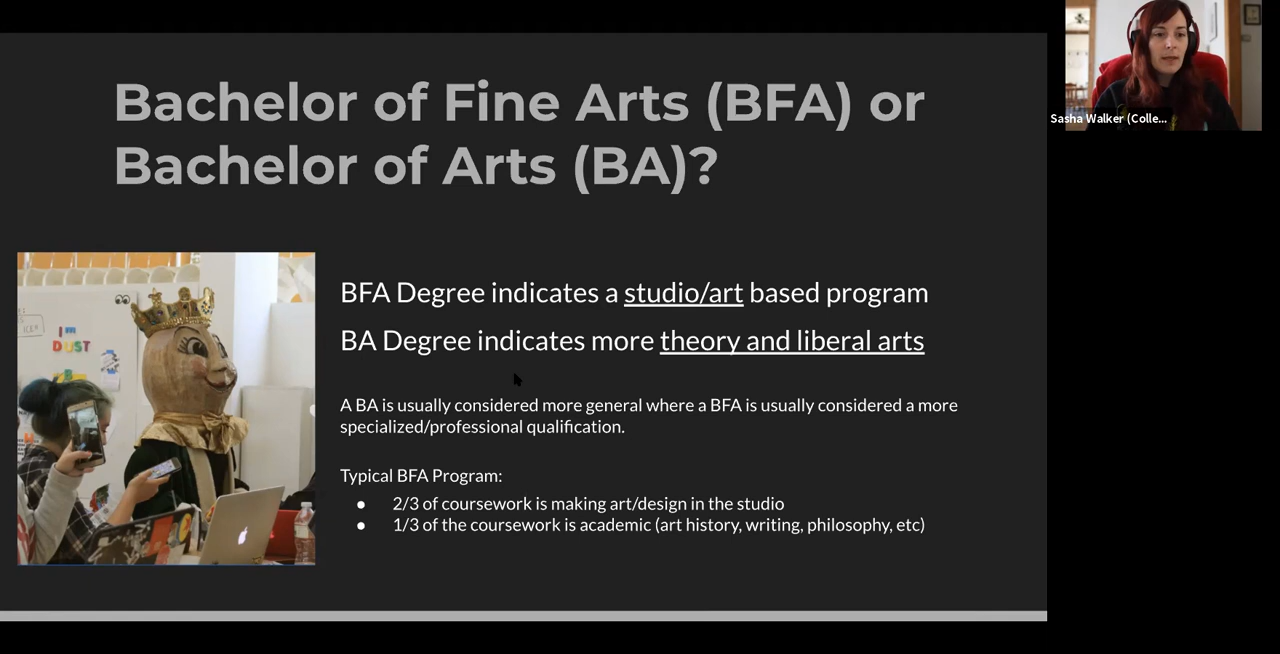 Bachelor of Fine Arts (BFA) or
Bachelor of Arts (BA)?
Sasha Walker (Colle...
I'm
DUST
BFA Degree indicates a studio/art based program
BA Degree indicates more theory and liberal arts
A BA is usually considered more general where a BFA is usually considered a more
specialized/professional qualification.
Typical BFA Program:
● 2/3 of coursework is making art/design in the studio
● 1/3 of the coursework is academic (art history, writing, philosophy, etc)